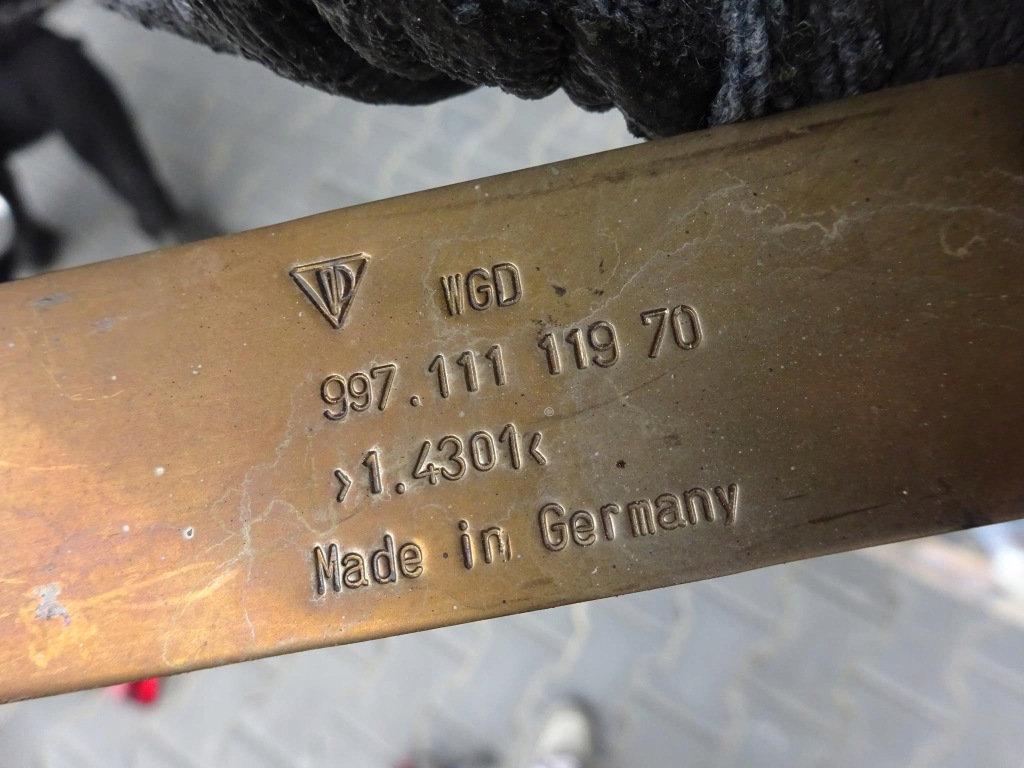 WGD
997.111 119 70
>1.4301<
Made in Germany